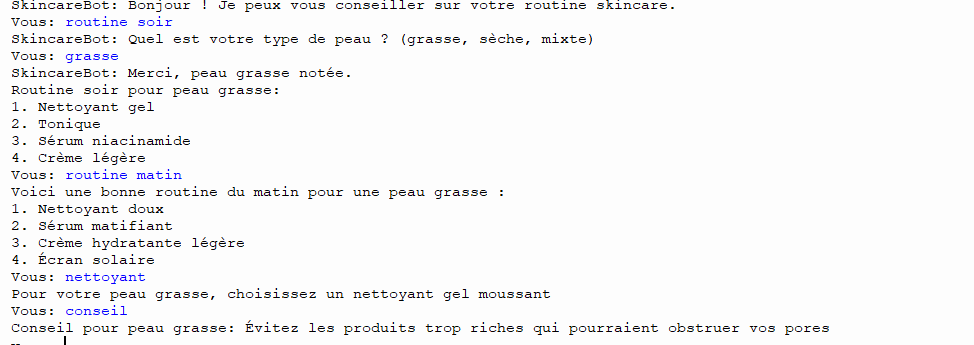 SkincareBot: Bonjour ! Je peux vous conseiller sur votre routine skincare.
Vous: routine soir
SkincareBot: Quel est votre type de peau ? (grasse, sèche, mixte)
Vous: grasse
SkincareBot: Merci, peau grasse notée.
Routine soir pour peau grasse:
1. Nettoyant gel
2. Tonique
3. Sérum niacinamide
4. Crème légère
Vous: routine matin
Voici une bonne routine du matin pour une peau grasse :
1. Nettoyant doux
2. Sérum matifiant
3. Crème hydratante légère
4. Écran solaire
Vous: nettoyant
Pour votre peau grasse, choisissez un nettoyant gel moussant
Vous: conseil
Conseil pour peau grasse: Évitez les produits trop riches qui pourraient obstruer vos pores